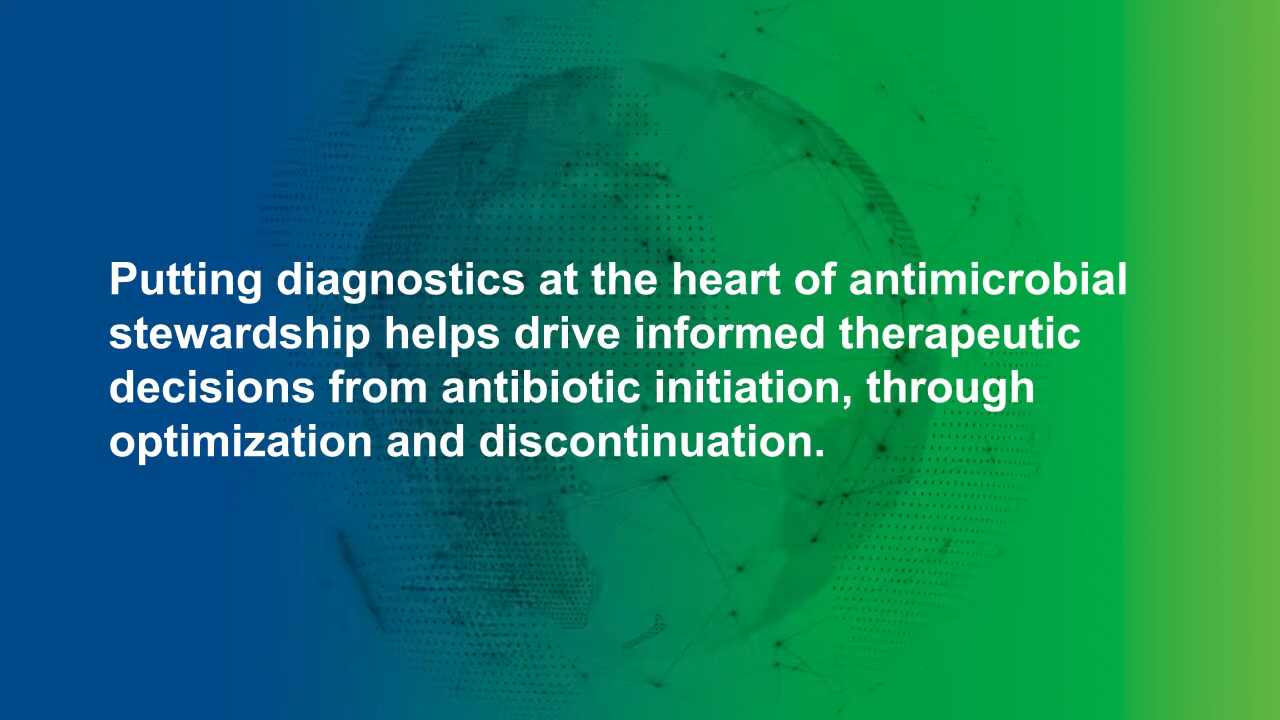 Putting diagnostics at the heart of antimicrobial
stewardship helps drive informed therapeutic
decisions from antibiotic initiation, through
optimization and discontinuation.